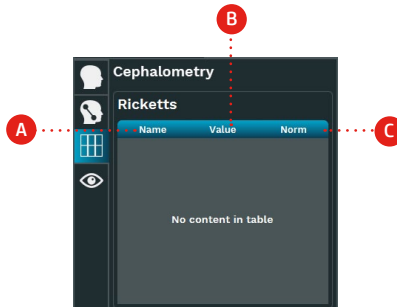 B
Cephalometry
Ricketts
A
Name Value Norm
C
No content in table